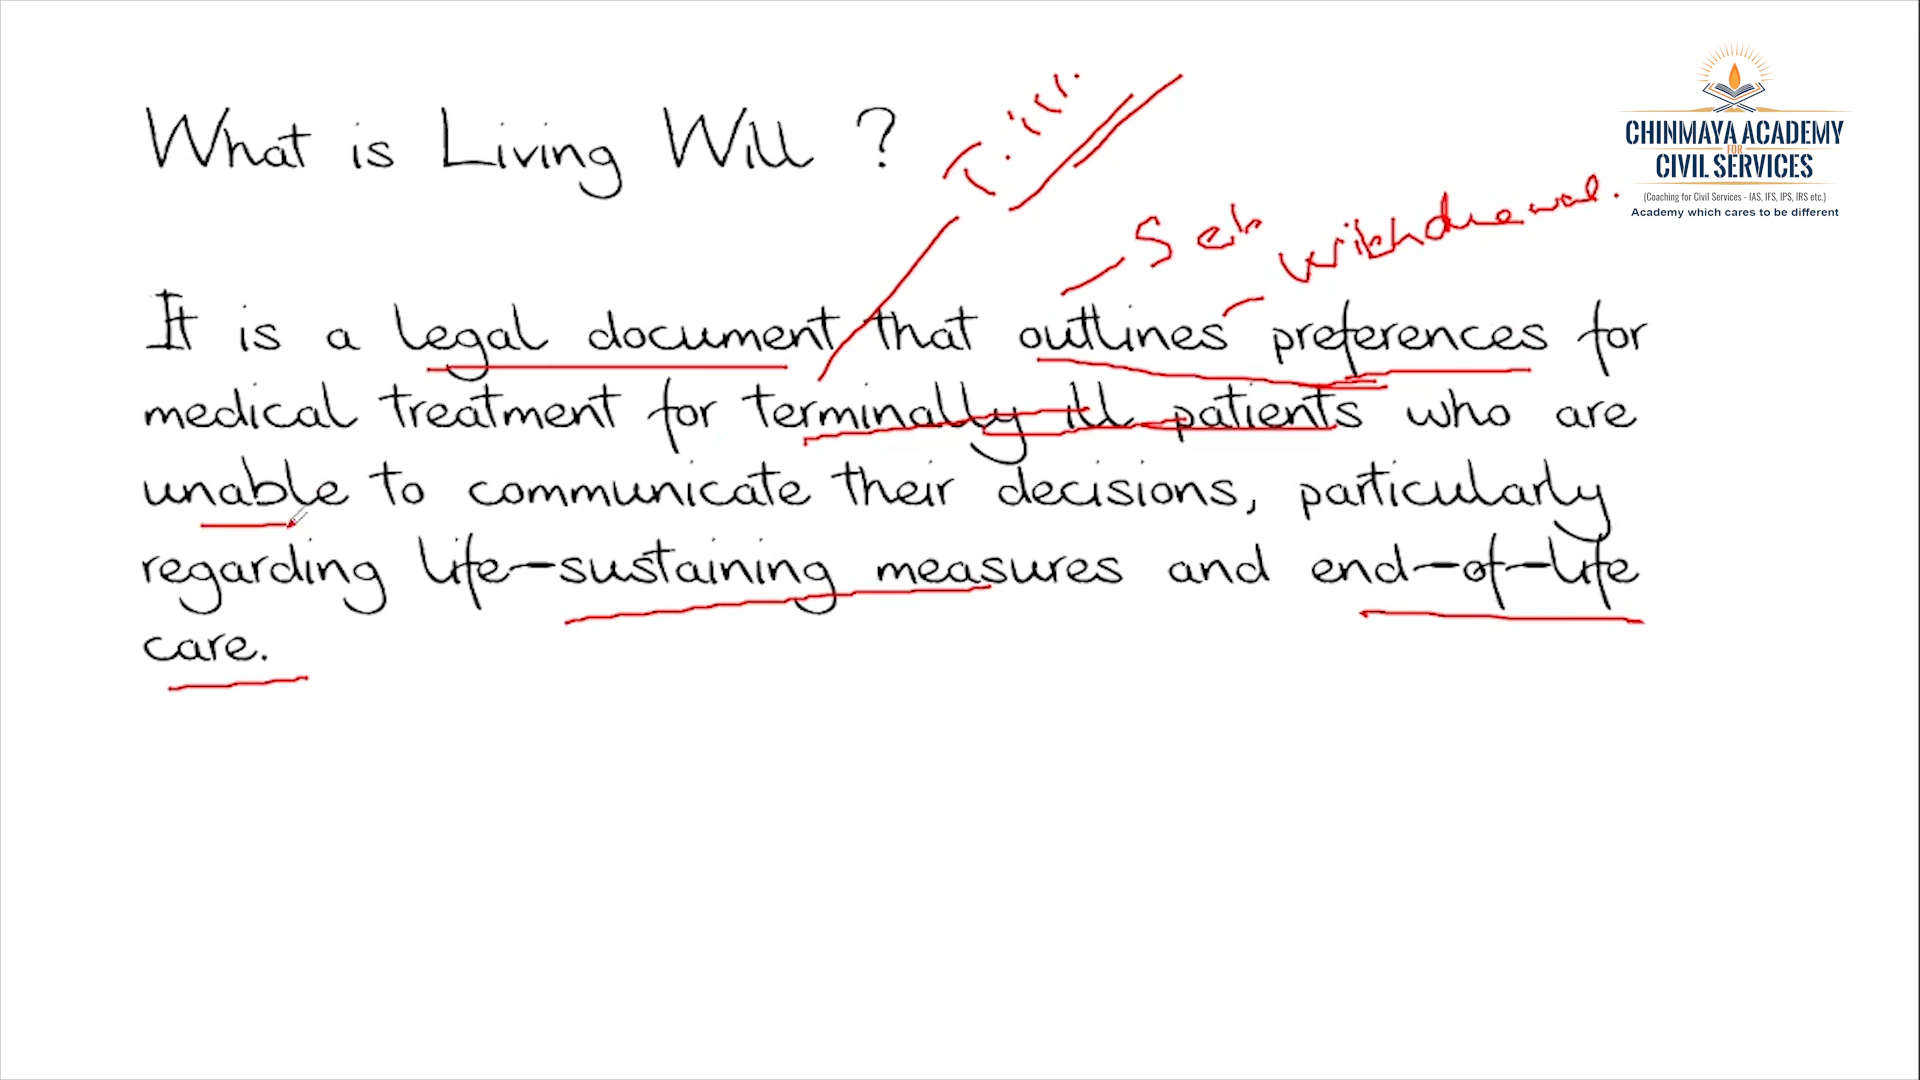 What is Living Will ?
T. ill.
Withdrawal.
It is a legal document that outlines preferences for
medical treatment for terminally ill patients who are
unable to communicate their decisions, particularly
regarding life-sustaining measures and end-of-life
care.
CHINMAYA ACADEMY
FOR
CIVIL SERVICES
(Coaching for Civil Services - IAS, IFS, IPS, IRS etc.)
Academy which cares to be different